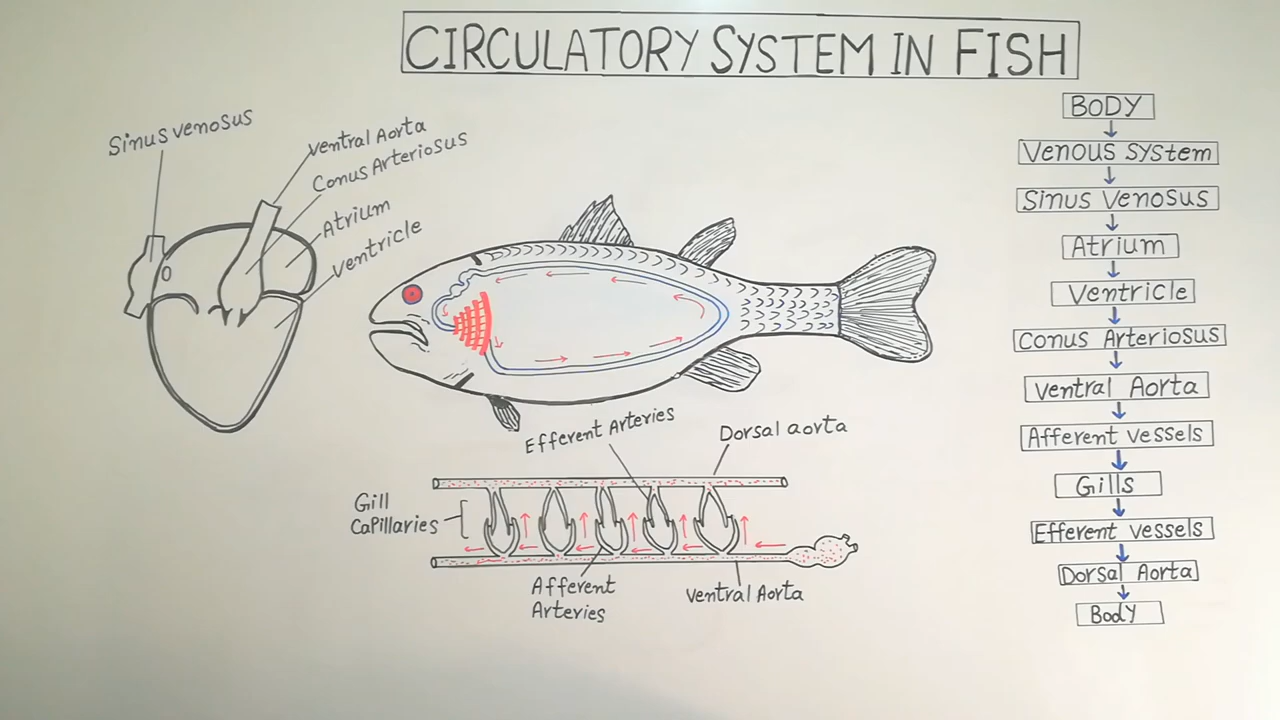 CIRCULATORY SYSTEM IN FISH
Sinus venosus
Ventral Aorta
Conus Arteriosus
Atrium
Ventricle
Efferent Arteries
Dorsal aorta
Gill
Capillaries
Afferent
Arteries
Ventral Aorta
BODY
Venous System
Sinus Venosus
Atrium
Ventricle
Conus Arteriosus
Ventral Aorta
Afferent vessels
Gills
Efferent vessels
Dorsal Aorta
Body